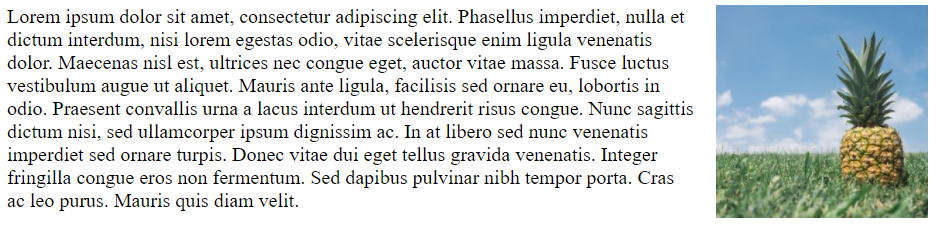 Lorem ipsum dolor sit amet, consectetur adipiscing elit. Phasellus imperdiet, nulla et
dictum interdum, nisi lorem egestas odio, vitae scelerisque enim ligula venenatis
dolor. Maecenas nisl est, ultrices nec congue eget, auctor vitae massa. Fusce luctus
vestibulum augue ut aliquet. Mauris ante ligula, facilisis sed ornare eu, lobortis in
odio. Praesent convallis urna a lacus interdum ut hendrerit risus congue. Nunc sagittis
dictum nisi, sed ullamcorper ipsum dignissim ac. In at libero sed nunc venenatis
imperdiet sed ornare turpis. Donec vitae dui eget tellus gravida venenatis. Integer
fringilla congue eros non fermentum. Sed dapibus pulvinar nibh tempor porta. Cras
ac leo purus. Mauris quis diam velit.